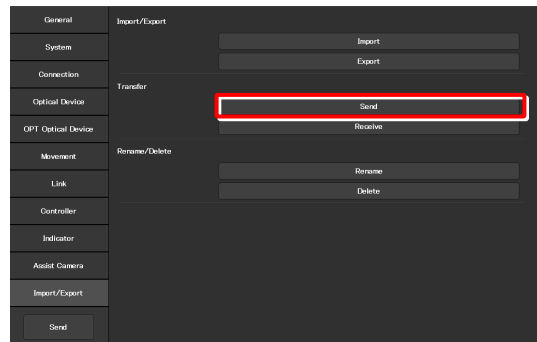 General
System
Connection
Optical Device
OPT Optical Device
Movement
Link
Controller
Indicator
Assist Camera
Import/Export
Send
Import/Export
Import
Export
Transfer
Send
Receive
Rename/Delete
Rename
Delete